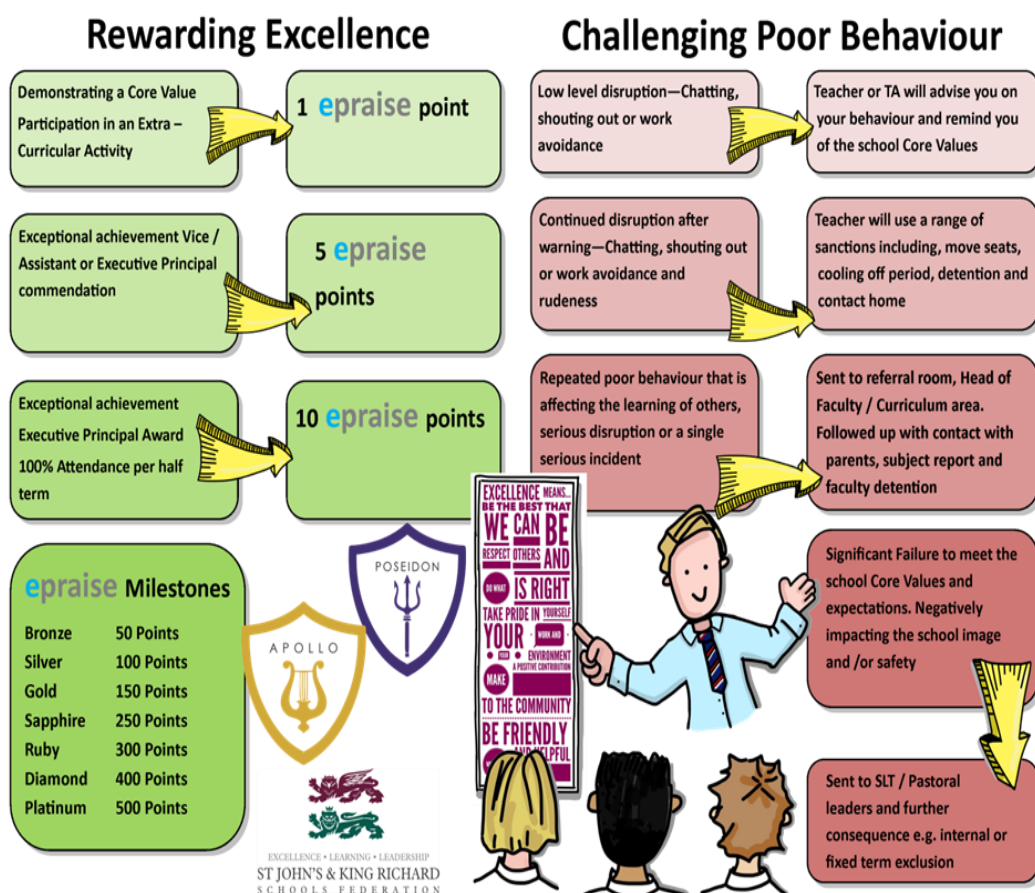 Rewarding Excellence
Demonstrating a Core Value
Participation in an Extra –
Curricular Activity
1 epraise point
Exceptional achievement Vice /
Assistant or Executive Principal
commendation
5 epraise
points
Exceptional achievement
Executive Principal Award
100% Attendance per half
term
10 epraise points
epraise Milestones
Bronze 50 Points
Silver 100 Points
Gold 150 Points
Sapphire 250 Points
Ruby 300 Points
Diamond 400 Points
Platinum 500 Points
APOLLO
POSEIDON
EXCELLENCE • LEARNING • LEADERSHIP
ST JOHN'S & KING RICHARD
SCHOOLS FEDERATION
Challenging Poor Behaviour
Low level disruption—Chatting,
shouting out or work
avoidance
Teacher or TA will advise you on
your behaviour and remind you
of the school Core Values
Continued disruption after
warning—Chatting, shouting out
or work avoidance and
rudeness
Teacher will use a range of
sanctions including, move seats,
cooling off period, detention and
contact home
Repeated poor behaviour that is
affecting the learning of others,
serious disruption or a single
serious incident
Sent to referral room, Head of
Faculty / Curriculum area.
Followed up with contact with
parents, subject report and
faculty detention
Significant Failure to meet the
school Core Values and
expectations. Negatively
impacting the school image
and /or safety
Sent to SLT / Pastoral
leaders and further
consequence e.g. internal or
fixed term exclusion
EXCELLENCE MEANS...
BE THE BEST THAT
WE CAN BE
RESPECT OTHERS AND
DO WHAT IS RIGHT
TAKE PRIDE IN YOURSELF
YOUR WORK AND
YOUR ENVIRONMENT
MAKE A POSITIVE CONTRIBUTION
TO THE COMMUNITY
BE FRIENDLY
AND HELPFUL